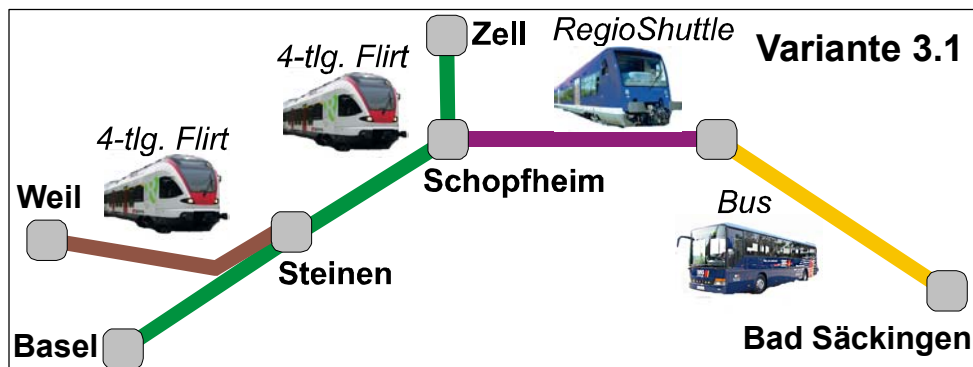 Zell
RegioShuttle
Variante 3.1
4-tlg. Flirt
4-tlg. Flirt
Schopfheim
Weil
Bus
Steinen
Basel
Bad Säckingen